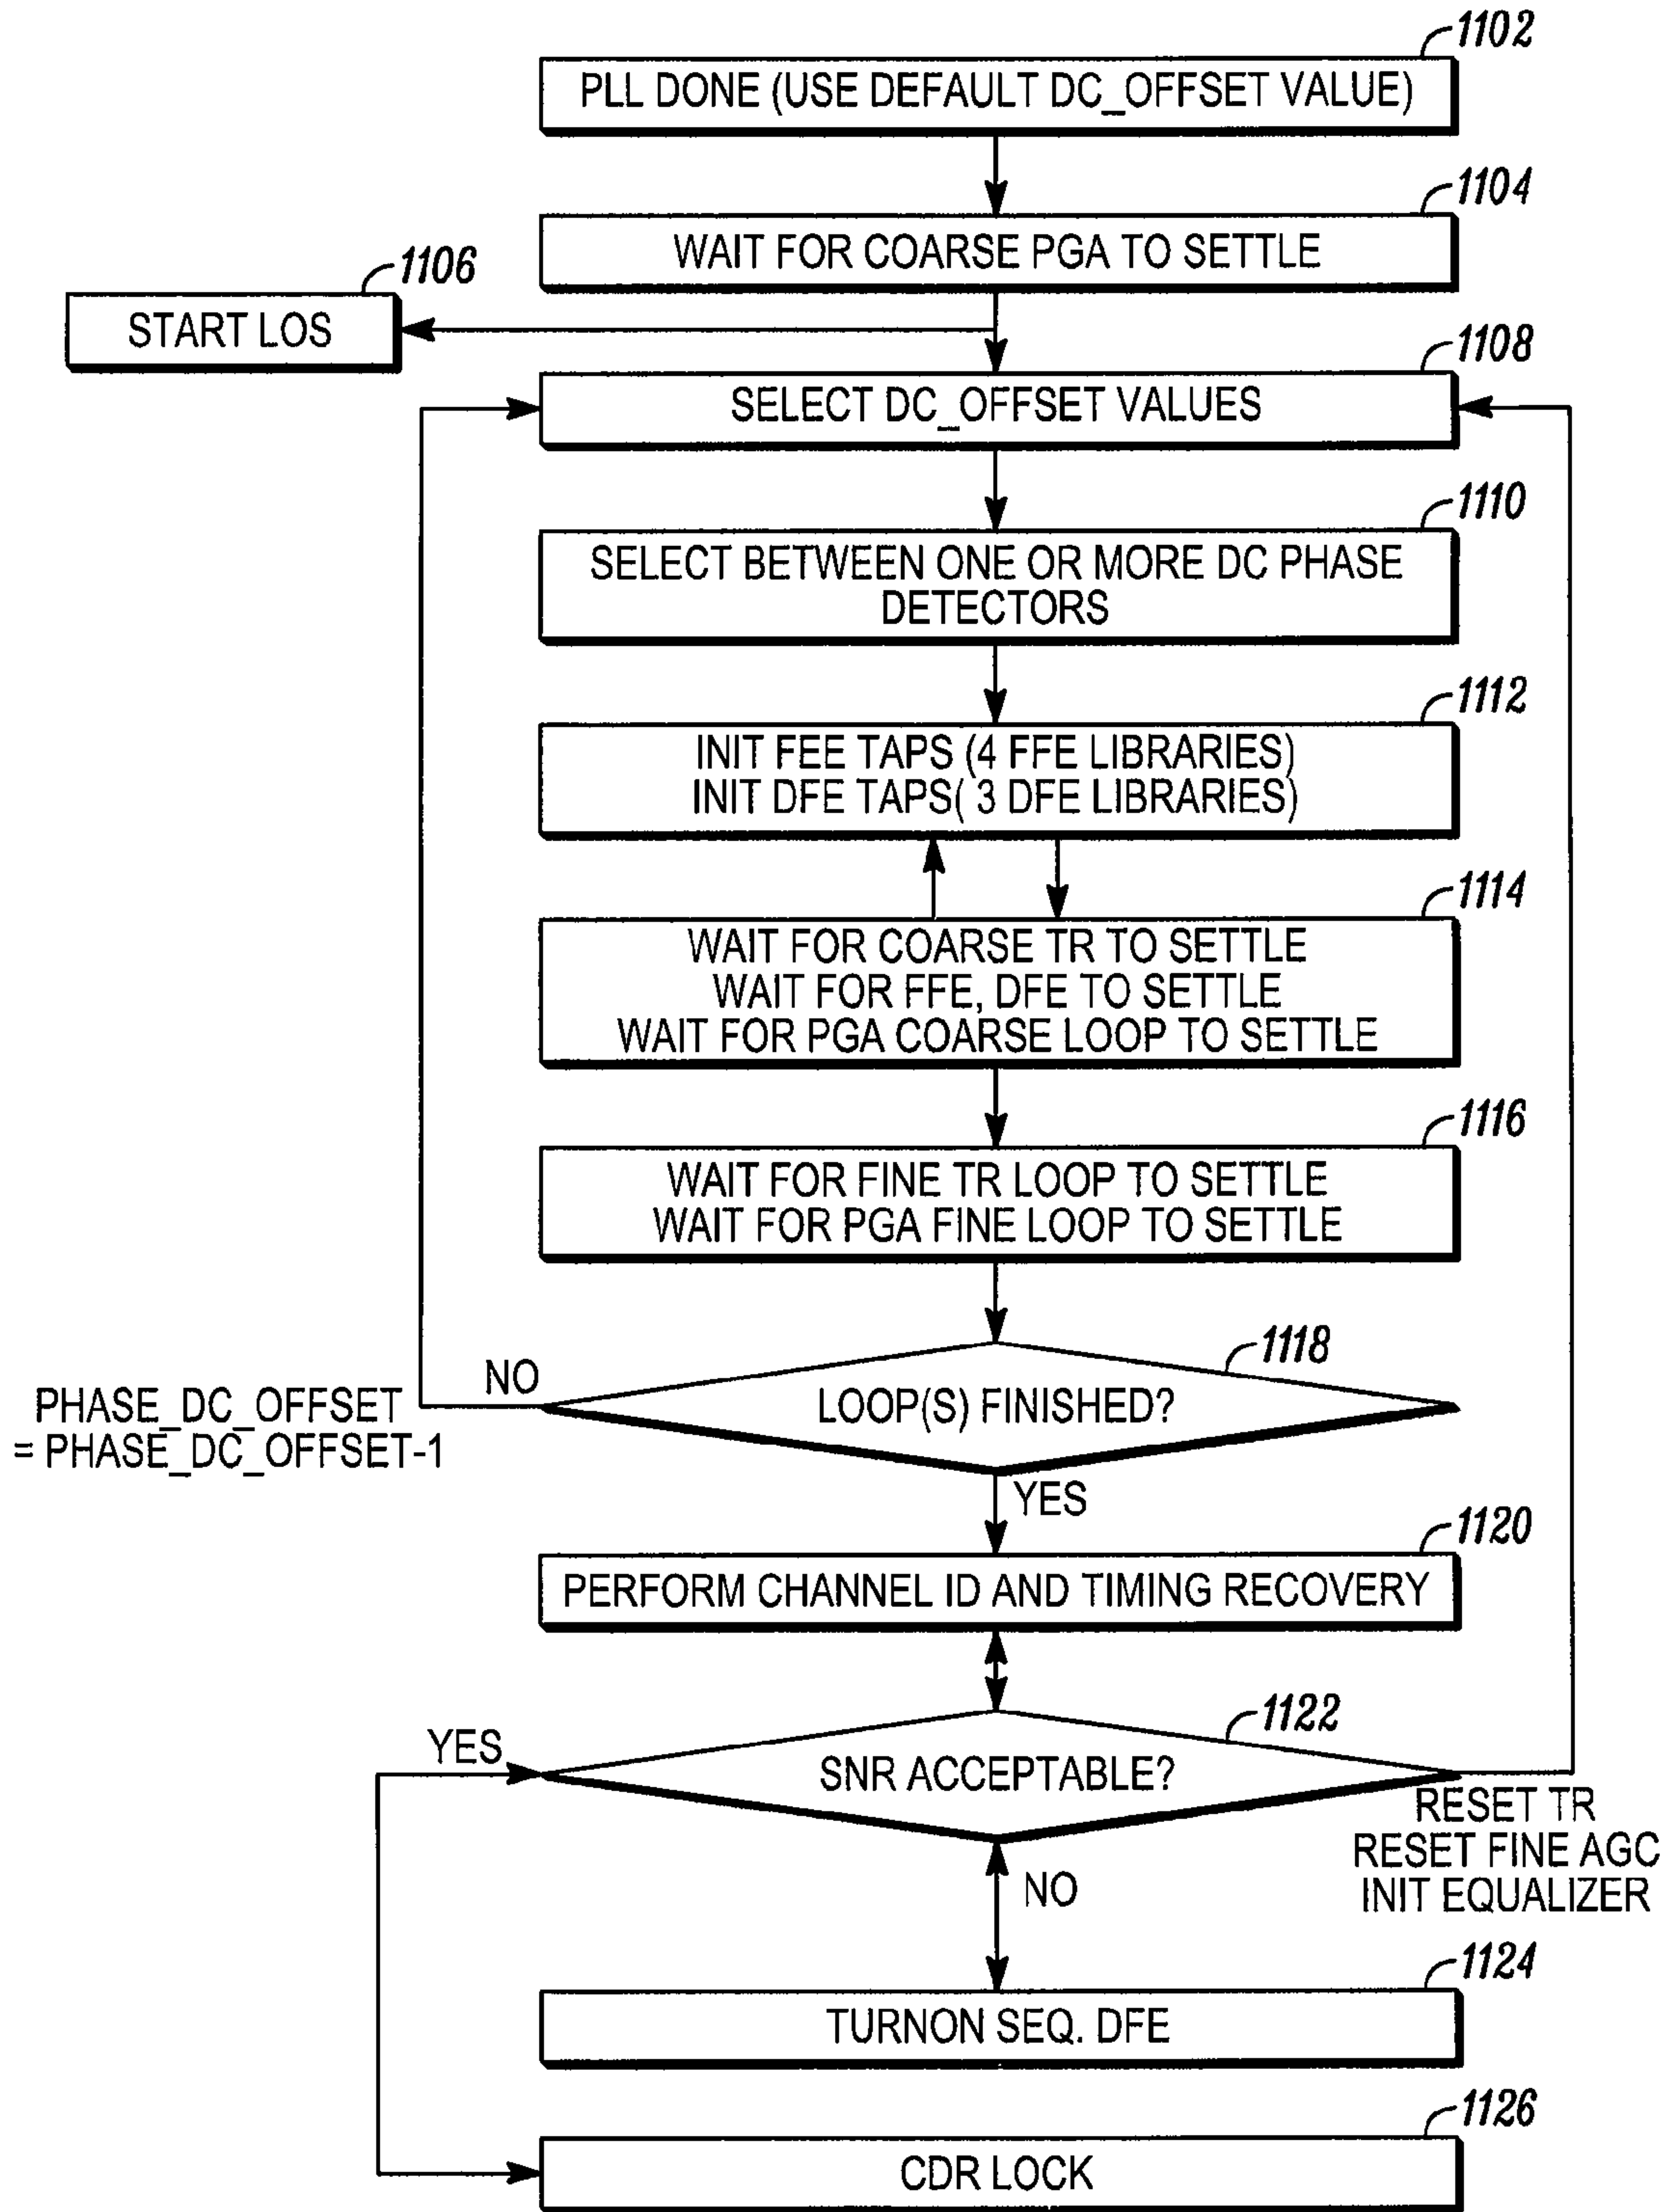 1102
PLL DONE (USE DEFAULT DC_OFFSET VALUE)
1104
WAIT FOR COARSE PGA TO SETTLE
1106
START LOS
1108
SELECT DC_OFFSET VALUES
1110
SELECT BETWEEN ONE OR MORE DC PHASE
DETECTORS
1112
INIT FEE TAPS (4 FFE LIBRARIES)
INIT DFE TAPS( 3 DFE LIBRARIES)
1114
WAIT FOR COARSE TR TO SETTLE
WAIT FOR FFE, DFE TO SETTLE
WAIT FOR PGA COARSE LOOP TO SETTLE
1116
WAIT FOR FINE TR LOOP TO SETTLE
WAIT FOR PGA FINE LOOP TO SETTLE
1118
LOOP(S) FINISHED?
NO
PHASE_DC_OFFSET
= PHASE_DC_OFFSET-1
YES
1120
PERFORM CHANNEL ID AND TIMING RECOVERY
1122
SNR ACCEPTABLE?
YES
RESET TR
RESET FINE AGC
INIT EQUALIZER
NO
1124
TURNON SEQ. DFE
1126
CDR LOCK